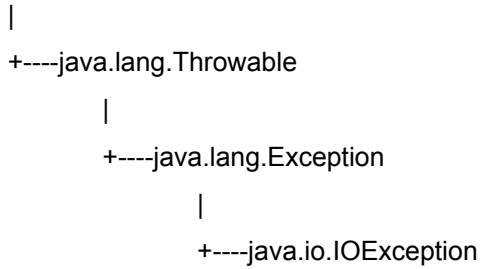 |
+----java.lang.Throwable
|
+----java.lang.Exception
|
+----java.io.IOException